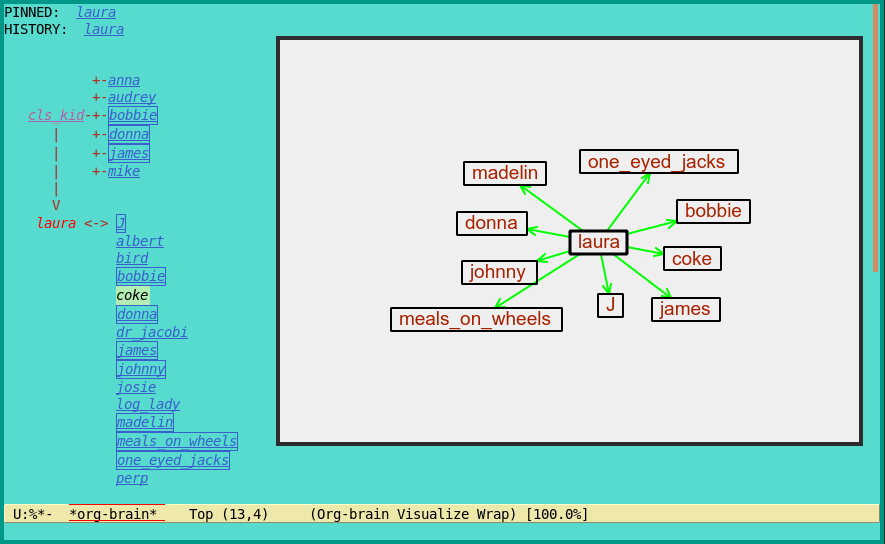 PINNED:  laura
HISTORY:  laura
+-anna
+-audrey
cls_kid-+-bobbie
|    +-donna
|    +-james
|    +-mike
|
V
laura <-> J
albert
bird
bobbie
coke
donna
dr_jacobi
james
johnny
josie
log_lady
madelin
meals_on_wheels
one_eyed_jacks
perp
madelin
one_eyed_jacks
donna
bobbie
laura
johnny
coke
meals_on_wheels
J
james
U:%*-  *org-brain*    Top (13,4)     (Org-brain Visualize Wrap) [100.0%]